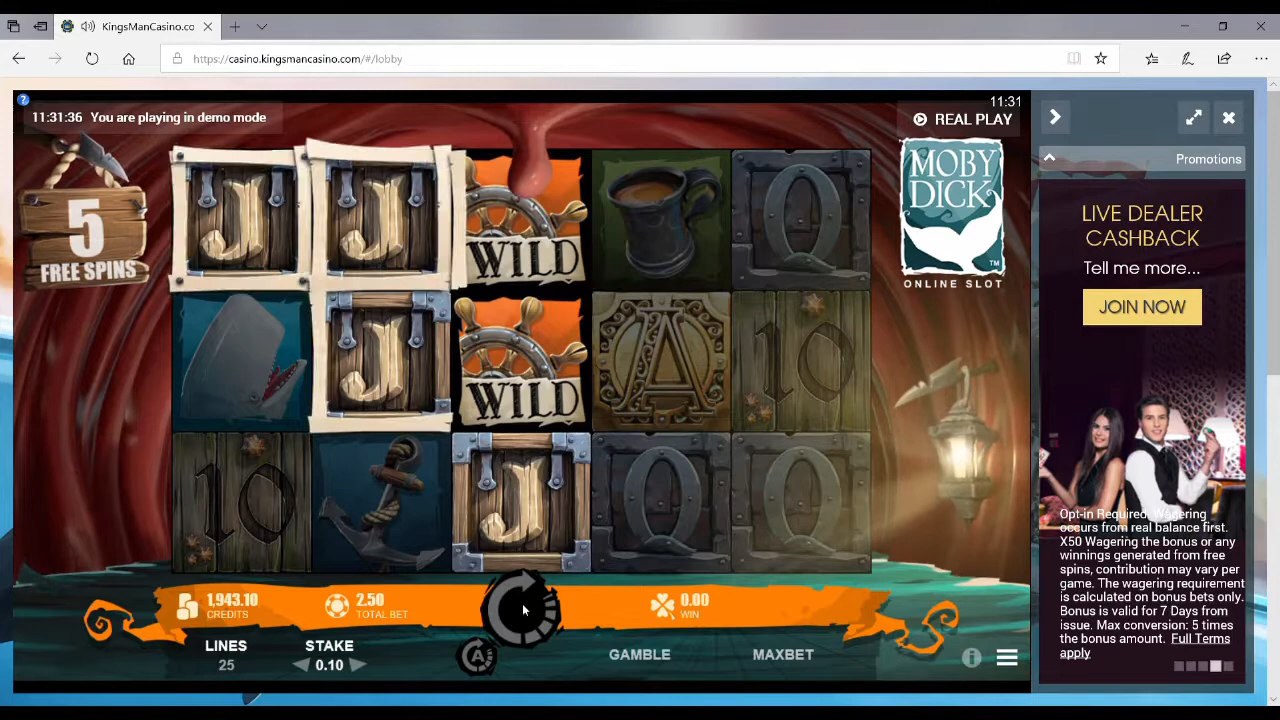 KingsManCasino.co
https://casino.kingsmancasino.com/#/lobby
?
11:31:36 You are playing in demo mode
11:31
REAL PLAY
5
FREE SPINS
J J WILD Q
J WILD A 10
10 J Q Q
MOBY
DICK
TM
ONLINE SLOT
1,943.10
CREDITS
2.50
TOTAL BET
0.00
WIN
LINES
25
STAKE
0.10
A
GAMBLE
MAXBET
i
Promotions
LIVE DEALER
CASHBACK
Tell me more...
JOIN NOW
Opt-in Required. Wagering
occurs from real balance first.
X50 Wagering the bonus or any
winnings generated from free
spins, contribution may vary per
game. The wagering requirement
is calculated on bonus bets only.
Bonus is valid for 7 Days from
issue. Max conversion: 5 times
the bonus amount. Full Terms
apply